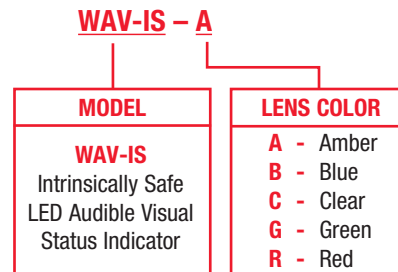 WAV-IS – A
MODEL
WAV-IS
Intrinsically Safe
LED Audible Visual
Status Indicator
LENS COLOR
A - Amber
B - Blue
C - Clear
G - Green
R - Red